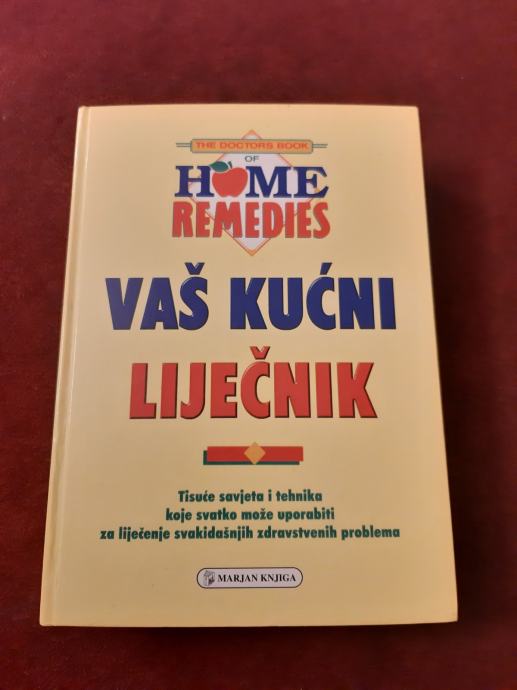 THE DOCTORS BOOK
OF
HOME
REMEDIES
VAŠ KUĆNI
LIJEČNIK
Tisuće savjeta i tehnika
koje svatko može uporabiti
za liječenje svakidašnjih zdravstvenih problema
MARJAN KNJIGA